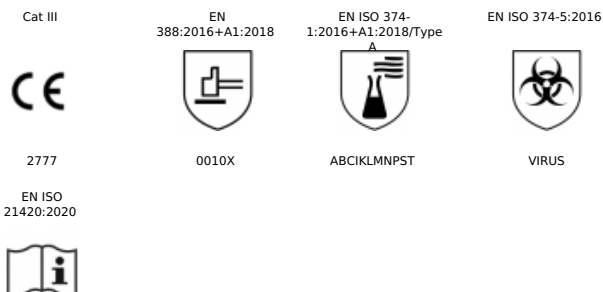 Cat III
EN
388:2016+A1:2018
EN ISO 374-
1:2016+A1:2018/Type
A
EN ISO 374-5:2016
CE
2777
0010X
ABCIKLMNPST
VIRUS
EN ISO
21420:2020
i